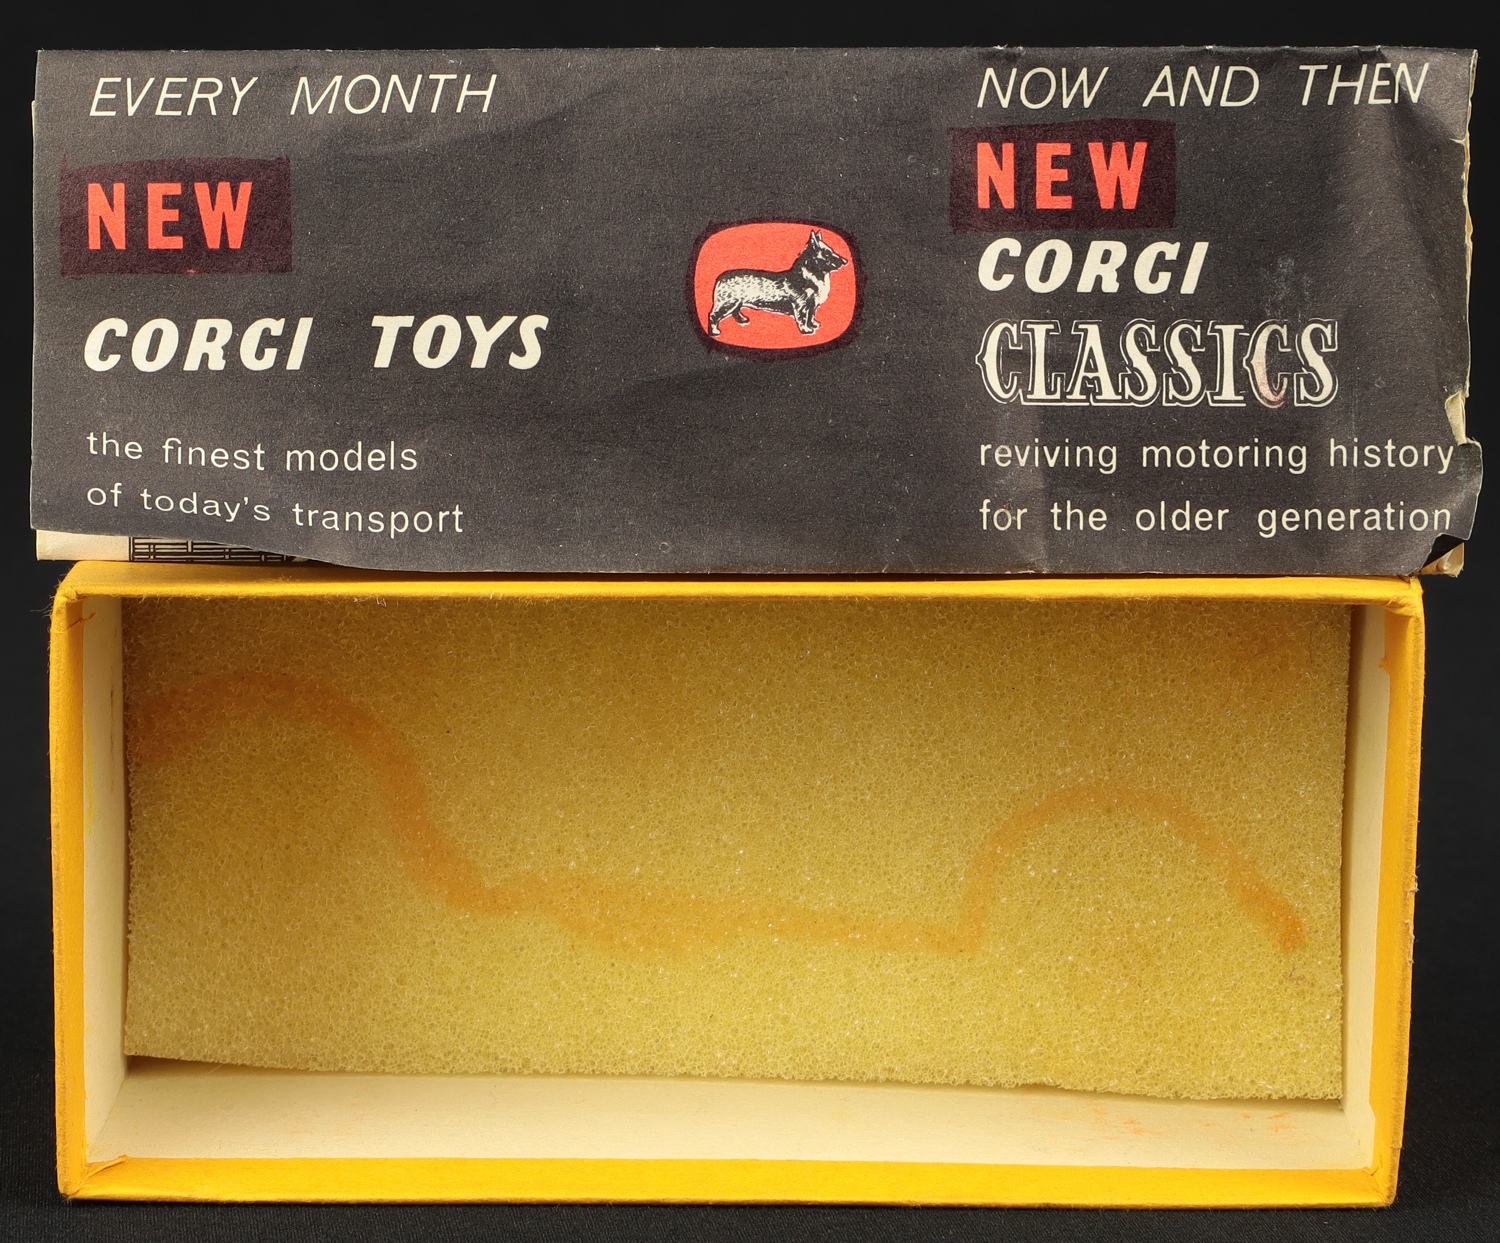 EVERY MONTH
NEW
CORGI TOYS
the finest models
of today's transport
NOW AND THEN
NEW
CORGI
CLASSICS
reviving motoring history
for the older generation